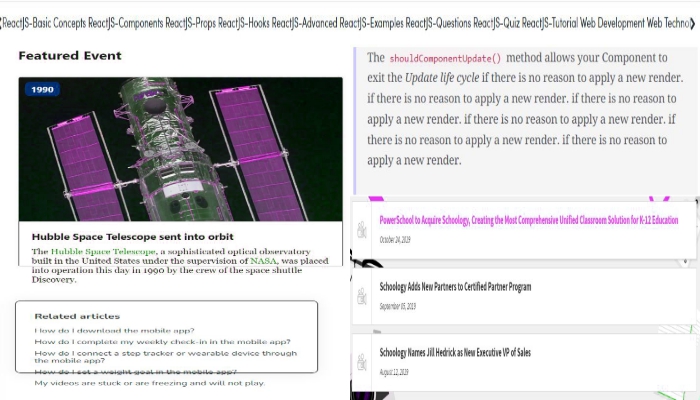 ReactJS-Basic Concepts ReactJS-Components ReactJS-Props ReactJS-Hooks ReactJS-Advanced ReactJS-Examples ReactJS-Questions ReactJS-Quiz ReactJS-Tutorial Web Development Web Techno
Featured Event
1990
Hubble Space Telescope sent into orbit
The Hubble Space Telescope, a sophisticated optical observatory
built in the United States under the supervision of NASA, was placed
into operation this day in 1990 by the crew of the space shuttle
Discovery.
Related articles
How do I download the mobile app?
How do I complete my weekly check-in in the mobile app?
How do I connect a step tracker or wearable device through
the mobile app?
How do I set a weight goal in the mobile app?
My videos are stuck or are freezing and will not play.
The shouldComponentUpdate() method allows your Component to
exit the Update life cycle if there is no reason to apply a new render.
if there is no reason to apply a new render. if there is no reason to
apply a new render. if there is no reason to apply a new render. if
there is no reason to apply a new render. if there is no reason to
apply a new render.
PowerSchool to Acquire Schoology, Creating the Most Comprehensive Unified Classroom Solution for K-12 Education
October 24, 2019
Schoology Adds New Partners to Certified Partner Program
September 05, 2019
Schoology Names Jill Hedrick as New Executive VP of Sales
August 12, 2019